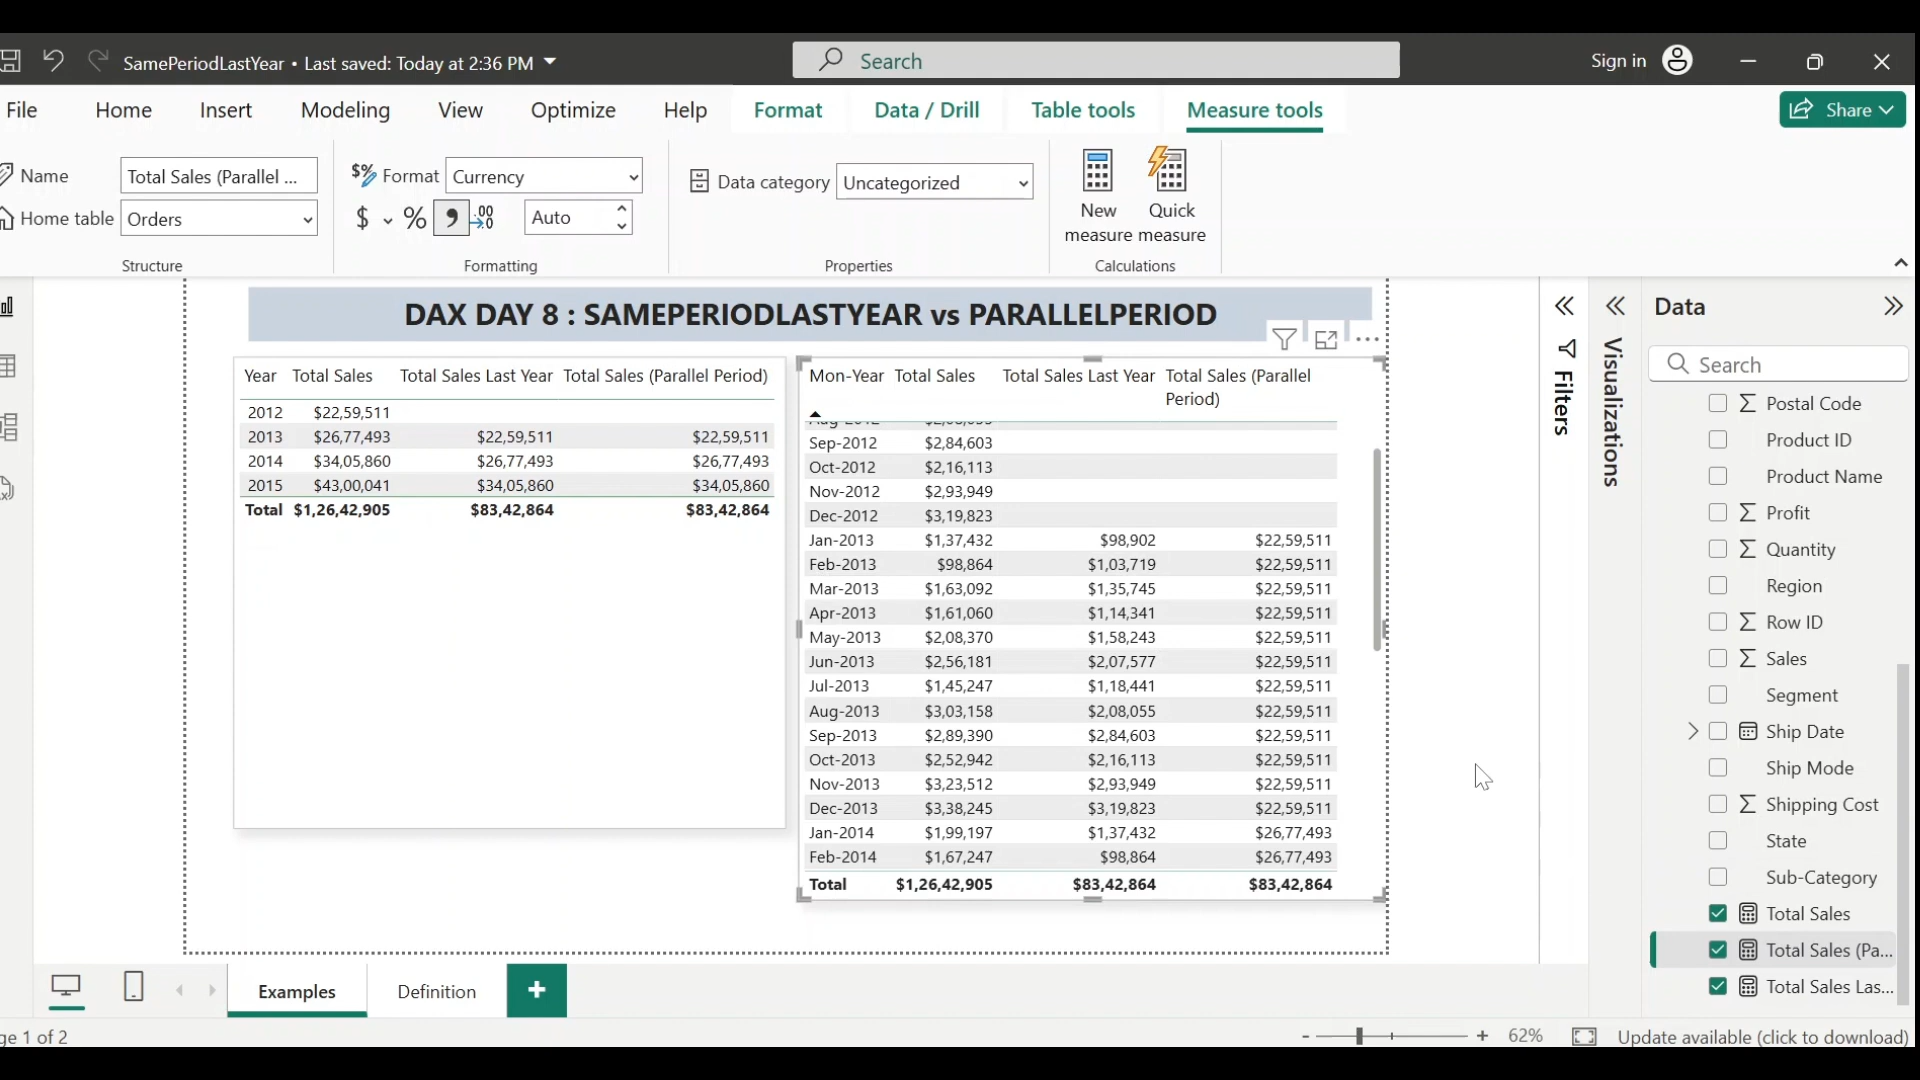 SamePeriodLastYear • Last saved: Today at 2:36 PM
Search
Sign in
File Home Insert Modeling View Optimize Help Format Data / Drill Table tools Measure tools Share
Name Total Sales (Parallel ...
Home table Orders
Structure
$% Format Currency
$ % , .00 Auto
Formatting
Data category Uncategorized
Properties
New measure
Quick measure
Calculations
DAX DAY 8 : SAMEPERIODLASTYEAR vs PARALLELPERIOD
Year Total Sales Total Sales Last Year Total Sales (Parallel Period)
2012 $22,59,511
2013 $26,77,493 $22,59,511 $22,59,511
2014 $34,05,860 $26,77,493 $26,77,493
2015 $43,00,041 $34,05,860 $34,05,860
Total $1,26,42,905 $83,42,864 $83,42,864
Mon-Year Total Sales Total Sales Last Year Total Sales (Parallel
Period)
Sep-2012 $2,84,603
Oct-2012 $2,16,113
Nov-2012 $2,93,949
Dec-2012 $3,19,823
Jan-2013 $1,37,432 $98,902 $22,59,511
Feb-2013 $98,864 $1,03,719 $22,59,511
Mar-2013 $1,63,092 $1,35,745 $22,59,511
Apr-2013 $1,61,060 $1,14,341 $22,59,511
May-2013 $2,08,370 $1,58,243 $22,59,511
Jun-2013 $2,56,181 $2,07,577 $22,59,511
Jul-2013 $1,45,247 $1,18,441 $22,59,511
Aug-2013 $3,03,158 $2,08,055 $22,59,511
Sep-2013 $2,89,390 $2,84,603 $22,59,511
Oct-2013 $2,52,942 $2,16,113 $22,59,511
Nov-2013 $3,23,512 $2,93,949 $22,59,511
Dec-2013 $3,38,245 $3,19,823 $22,59,511
Jan-2014 $1,99,197 $1,37,432 $26,77,493
Feb-2014 $1,67,247 $98,864 $26,77,493
Total $1,26,42,905 $83,42,864 $83,42,864
Filters
Visualizations
Data
Search
Postal Code
Product ID
Product Name
Profit
Quantity
Region
Row ID
Sales
Segment
Ship Date
Ship Mode
Shipping Cost
State
Sub-Category
Total Sales
Total Sales (Pa...
Total Sales Las...
Examples Definition +
ge 1 of 2
- + 62%
Update available (click to download)